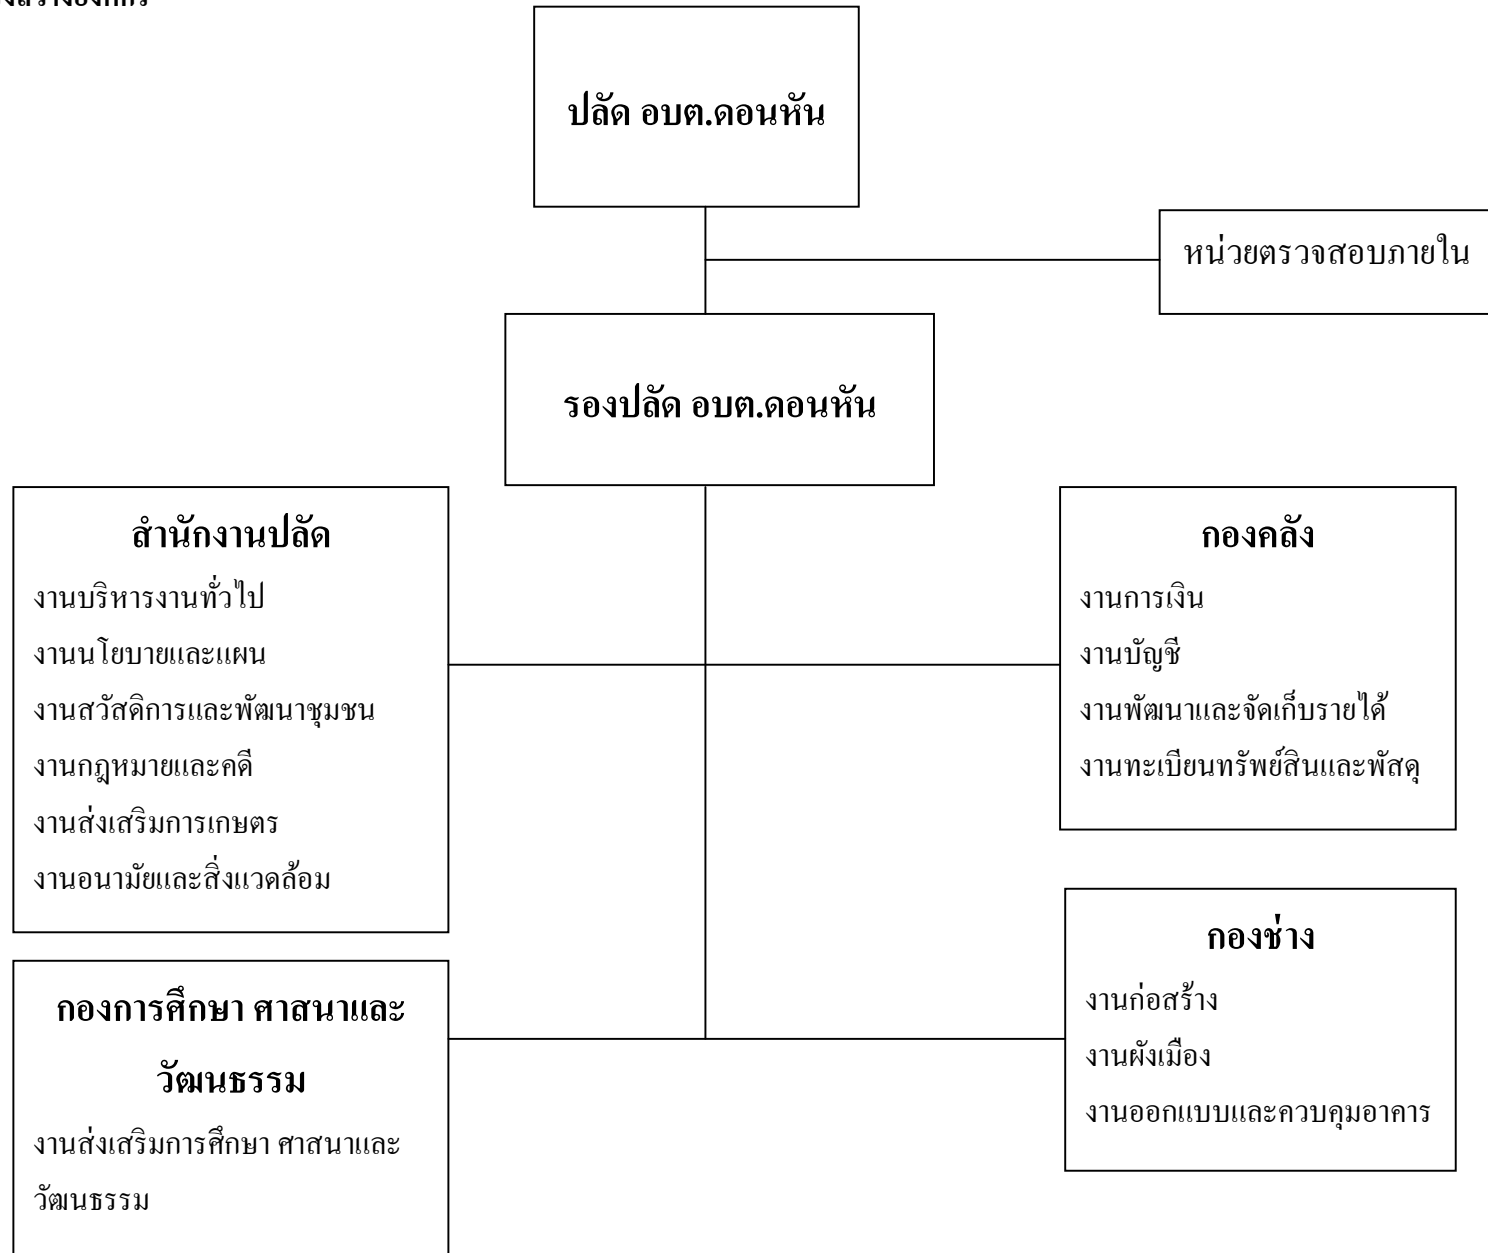 ปลัด อบต.ดอนหัน
หน่วยตรวจสอบภายใน
รองปลัด อบต.ดอนหัน
สำนักงานปลัด
งานบริหารงานทั่วไป
งานนโยบายและแผน
งานสวัสดิการและพัฒนาชุมชน
งานกฎหมายและคดี
งานส่งเสริมการเกษตร
งานอนามัยและสิ่งแวดล้อม
กองคลัง
งานการเงิน
งานบัญชี
งานพัฒนาและจัดเก็บรายได้
งานทะเบียนทรัพย์สินและพัสดุ
กองการศึกษา ศาสนาและ
วัฒนธรรม
งานส่งเสริมการศึกษา ศาสนาและ
วัฒนธรรม
กองช่าง
งานก่อสร้าง
งานผังเมือง
งานออกแบบและควบคุมอาคาร